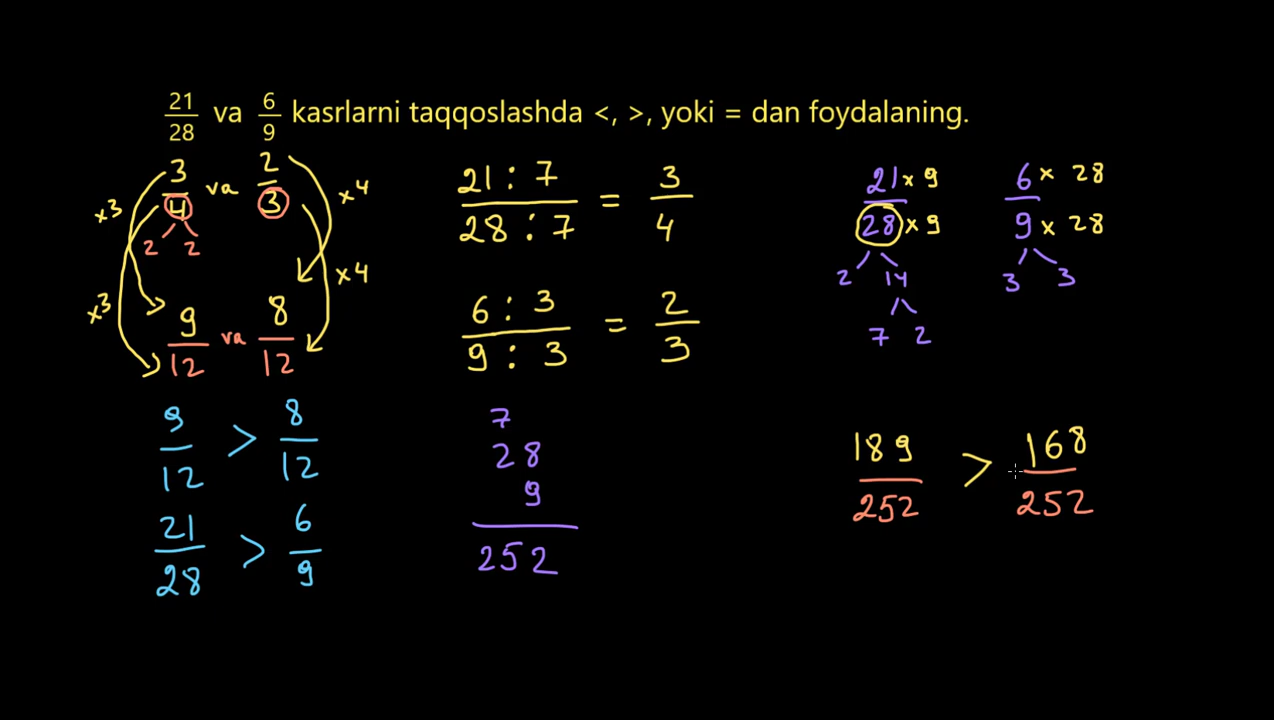 21/28 va 6/9 kasrlarni taqqoslashda <, >, yoki = dan foydalaning.
3/4 va 2/3
x3
x4
2 2
x3
x4
9/12 va 8/12
9/12 > 8/12
21/28 > 6/9
21 : 7 / 28 : 7 = 3/4
6 : 3 / 9 : 3 = 2/3
7
28
9
252
21 x 9 / 28 x 9
2 14
7 2
6 x 28 / 9 x 28
3 3
189/252 > 168/252